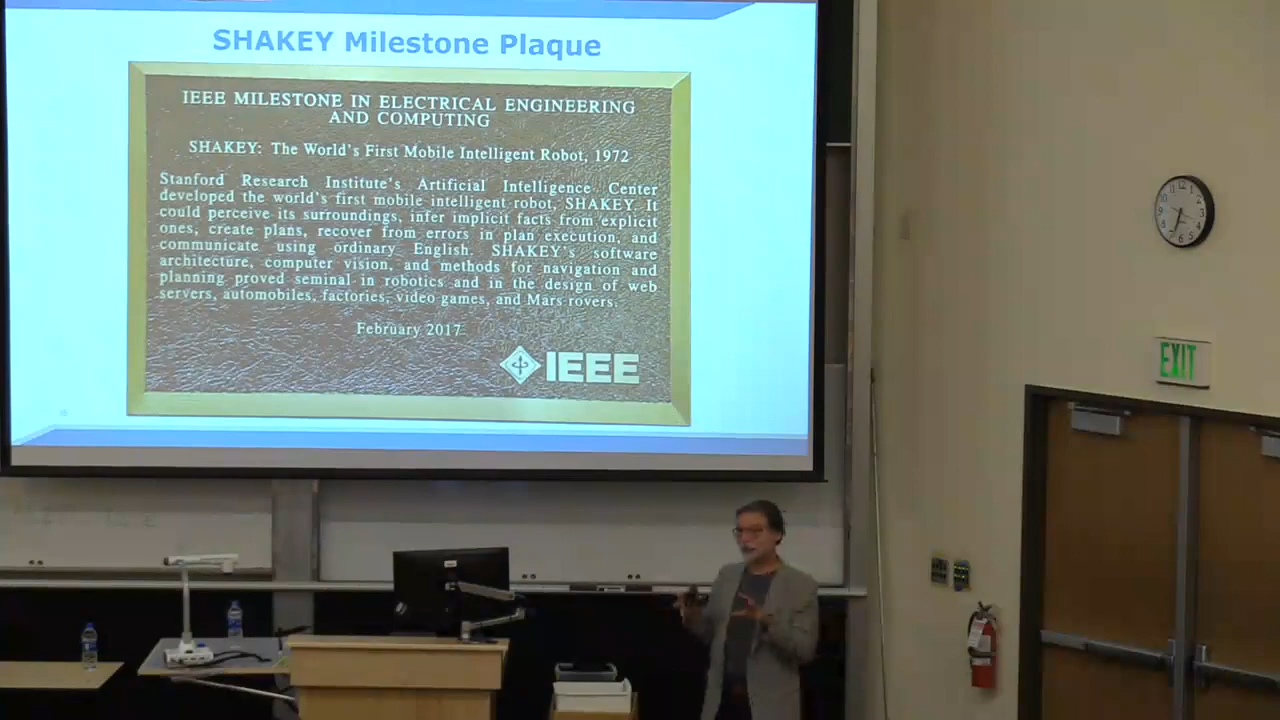 SHAKEY Milestone Plaque
IEEE MILESTONE IN ELECTRICAL ENGINEERING
AND COMPUTING
SHAKEY: The World's First Mobile Intelligent Robot, 1972
Stanford Research Institute's Artificial Intelligence Center
developed the world's first mobile intelligent robot, SHAKEY. It
could perceive its surroundings, infer implicit facts from explicit
ones, create plans, recover from errors in plan execution, and
communicate using ordinary English. SHAKEY's software
architecture, computer vision, and methods for navigation and
planning proved seminal in robotics and in the design of web
servers, automobiles, factories, video games, and Mars rovers.
February 2017
IEEE
EXIT